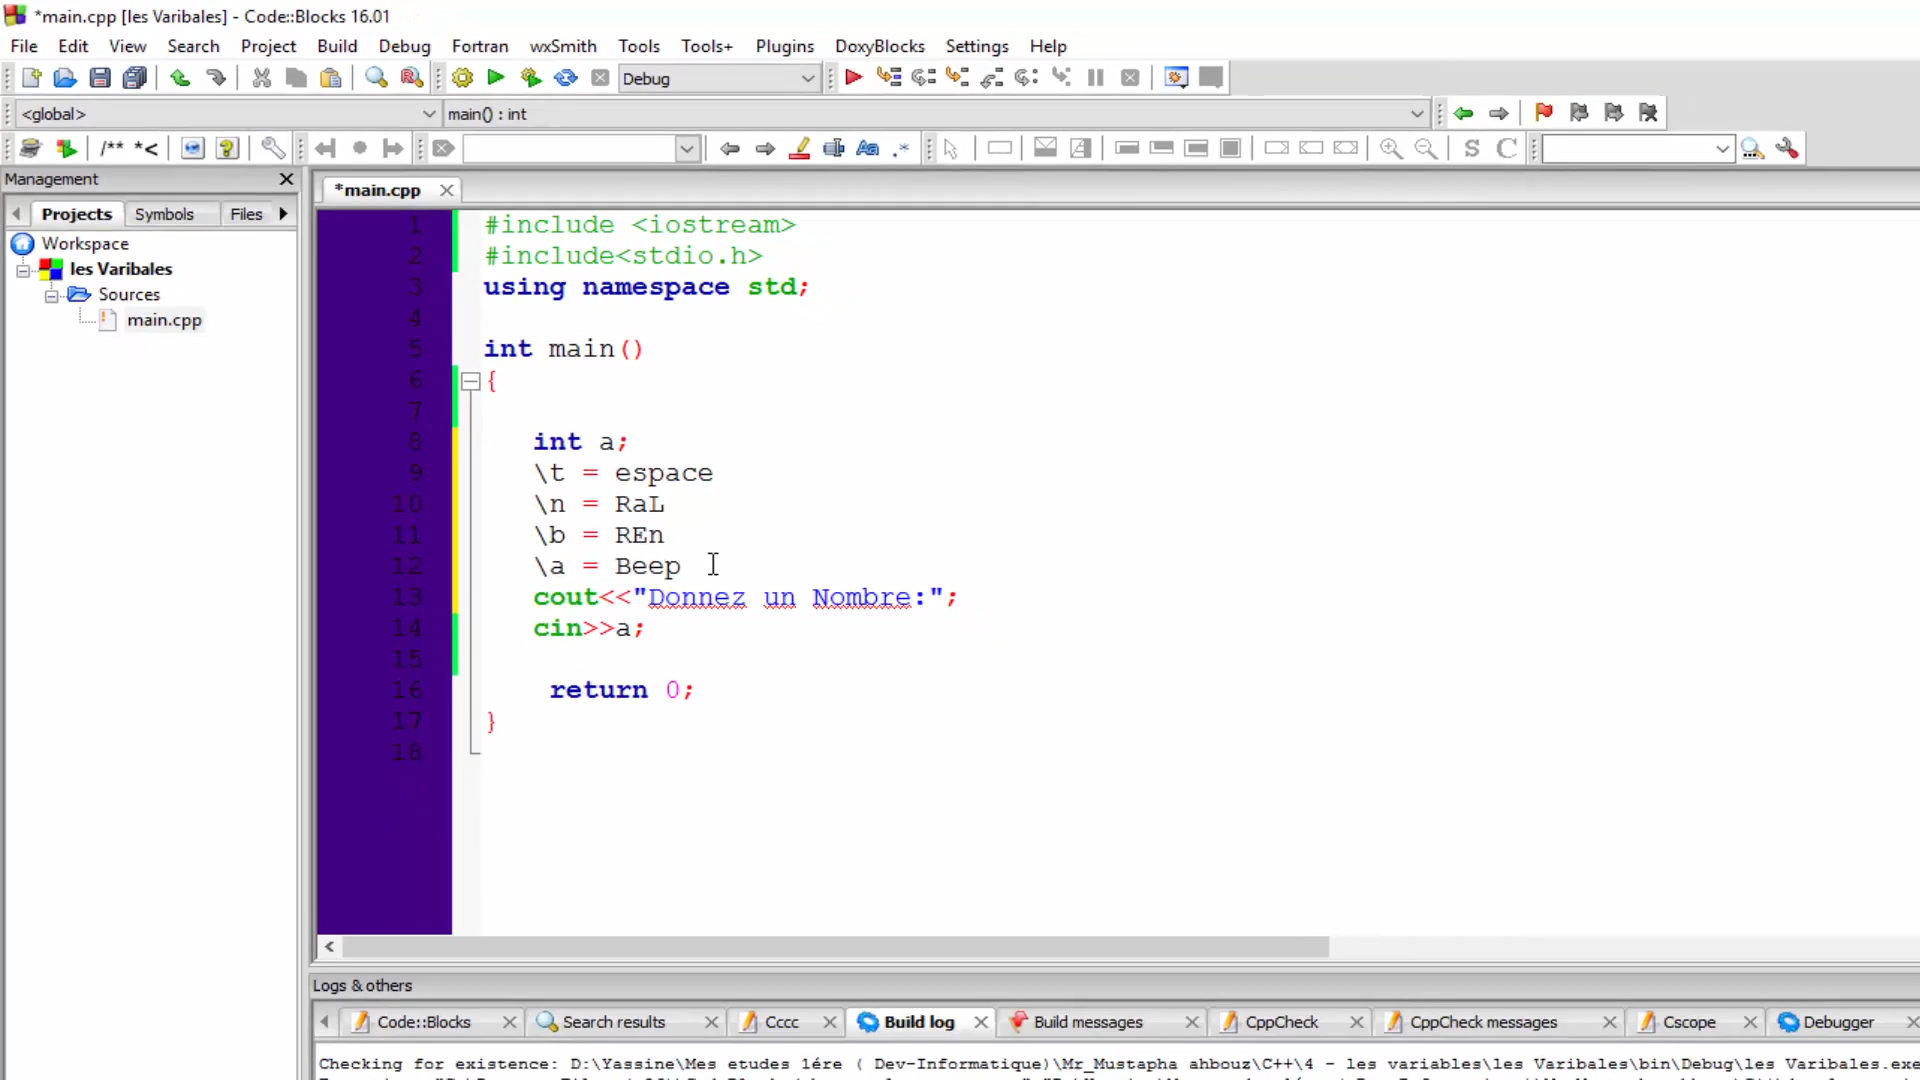 *main.cpp [les Varibales] - Code::Blocks 16.01
File Edit View Search Project Build Debug Fortran wxSmith Tools Tools+ Plugins DoxyBlocks Settings Help
Debug
<global> main() : int
/** *< Aa .* S C
Management
Projects Symbols Files
Workspace
les Varibales
Sources
main.cpp
*main.cpp
1 #include <iostream>
2 #include<stdio.h>
3 using namespace std;
4
5 int main()
6 {
7
8 int a;
9 \t = espace
10 \n = RaL
11 \b = REn
12 \a = Beep
13 cout<<"Donnez un Nombre:";
14 cin>>a;
15
16 return 0;
17 }
18
Logs & others
Code::Blocks Search results Cccc Build log Build messages CppCheck CppCheck messages Cscope Debugger
Checking for existence: D:\Yassine\Mes etudes 1ére ( Dev-Informatique)\Mr_Mustapha ahbouz\C++\4 - les variables\les Varibales\bin\Debug\les Varibales.exe